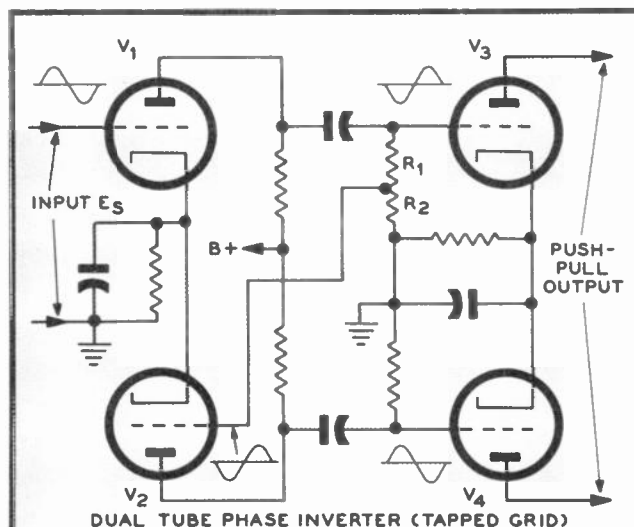 V1
V3
INPUT ES
R1
R2
B+
PUSH-
PULL
OUTPUT
V2
V4
DUAL TUBE PHASE INVERTER (TAPPED GRID)